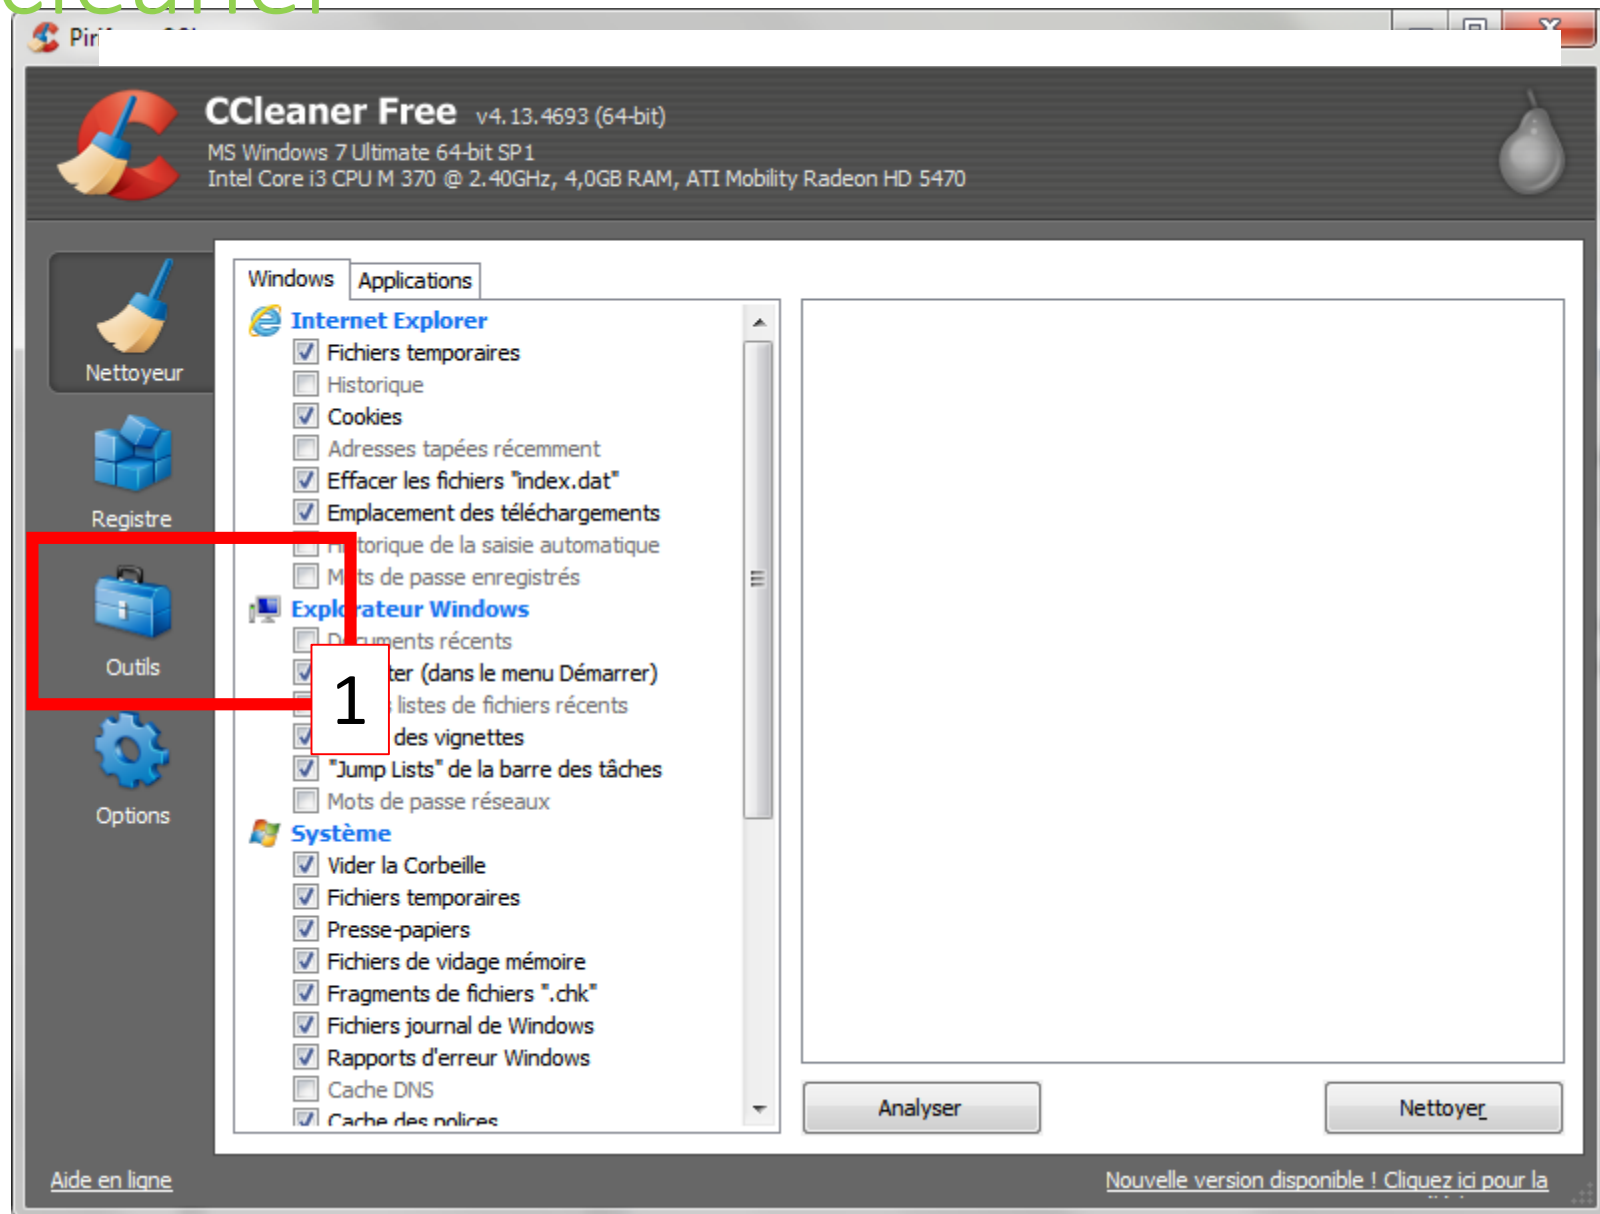 cleaner
CCleaner Free v4.13.4693 (64-bit)
MS Windows 7 Ultimate 64-bit SP1
Intel Core i3 CPU M 370 @ 2.40GHz, 4,0GB RAM, ATI Mobility Radeon HD 5470
Nettoyeur
Registre
Outils
Options
Windows
Applications
Internet Explorer
Fichiers temporaires
Historique
Cookies
Adresses tapées récemment
Effacer les fichiers "index.dat"
Emplacement des téléchargements
Historique de la saisie automatique
Mots de passe enregistrés
Explorateur Windows
Documents récents
(dans le menu Démarrer)
listes de fichiers récents
1
des vignettes
"Jump Lists" de la barre des tâches
Mots de passe réseaux
Système
Vider la Corbeille
Fichiers temporaires
Presse-papiers
Fichiers de vidage mémoire
Fragments de fichiers ".chk"
Fichiers journal de Windows
Rapports d'erreur Windows
Cache DNS
Cache des polices
Analyser
Nettoyer
Aide en ligne
Nouvelle version disponible ! Cliquez ici pour la